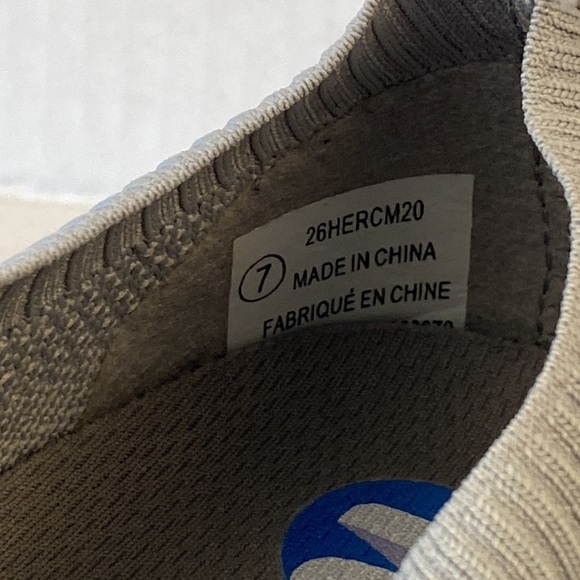 26HERCM20
7 MADE IN CHINA
FABRIQUÉ EN CHINE